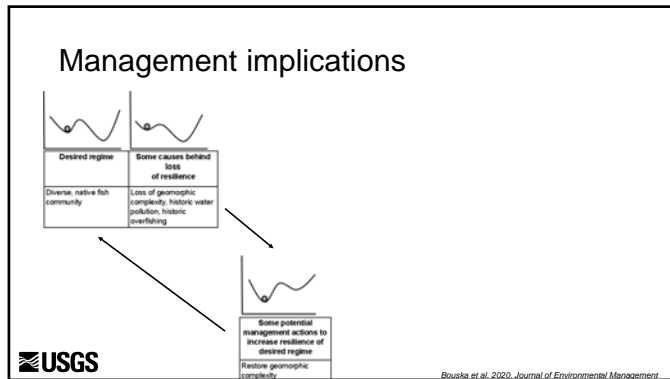 Management implications
Desired regime
Some causes behind
loss
of resilience
Diverse, native fish
community
Loss of geomorphic
complexity, historic water
pollution, historic
overfishing
Some potential
management actions to
increase resilience of
desired regime
Restore geomorphic
complexity
USGS
Bouska et al. 2020. Journal of Environmental Management